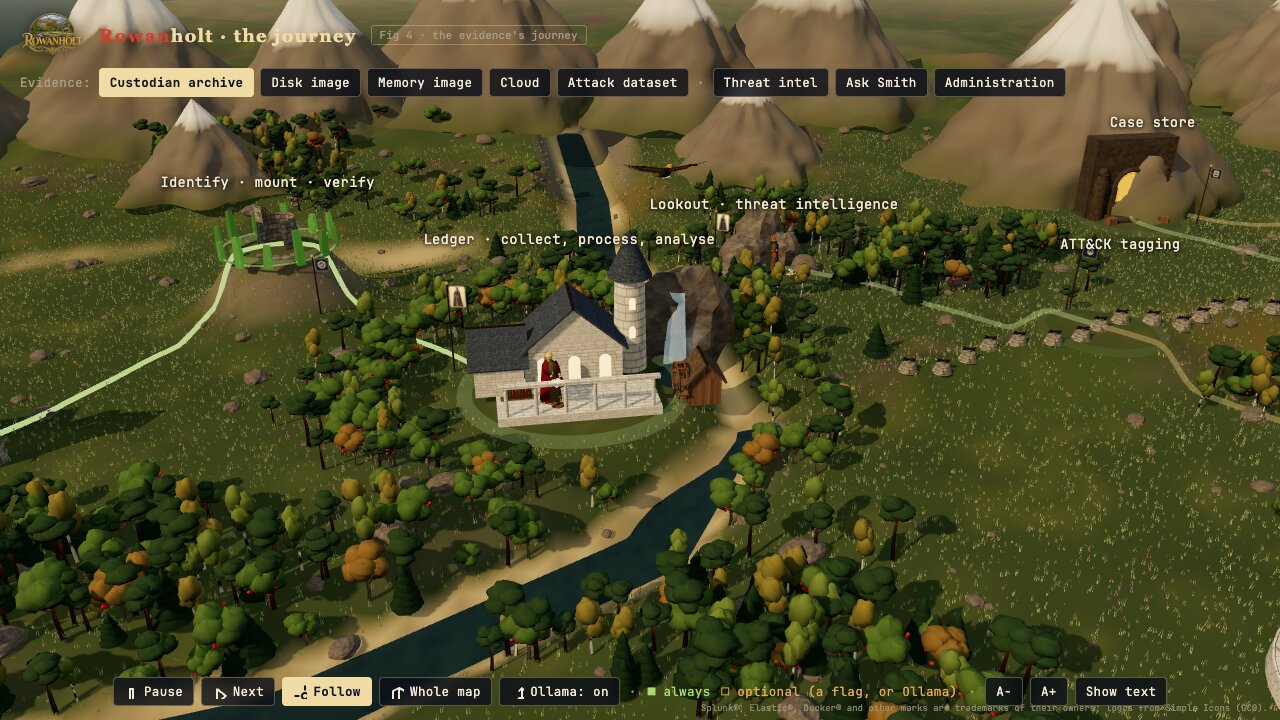 ROWANHOLT
Rowanholt · the journey
Fig 4 · the evidence's journey
Evidence: Custodian archive Disk image Memory image Cloud Attack dataset · Threat intel Ask Smith Administration
Case store
Identify · mount · verify
Lookout · threat intelligence
Ledger · collect, process, analyse
ATT&CK tagging
Pause Next Follow Whole map Ollama: on · always optional (a flag, or Ollama) · A- A+ Show text
Splunk®, Elastic®, Docker® and other marks are trademarks of their owners; logos from Simple Icons (CC0).